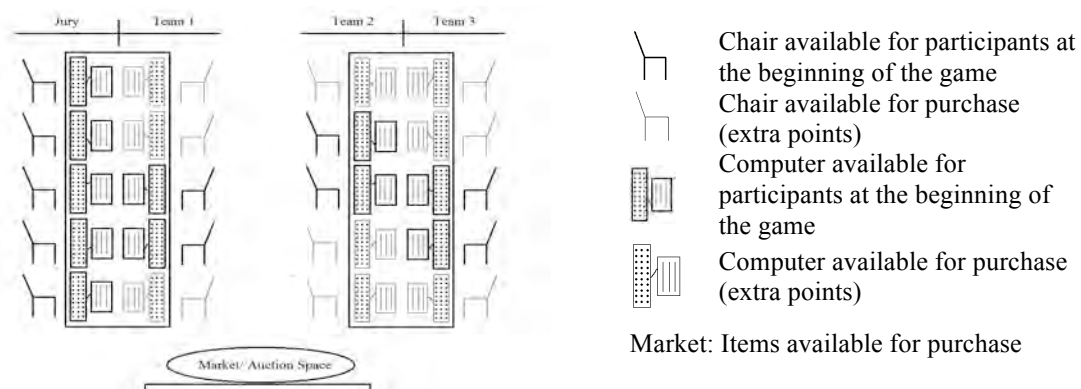 Jury Team 1
Team 2 Team 3
Market/ Auction Space
Chair available for participants at
the beginning of the game
Chair available for purchase
(extra points)
Computer available for
participants at the beginning of
the game
Computer available for purchase
(extra points)
Market: Items available for purchase